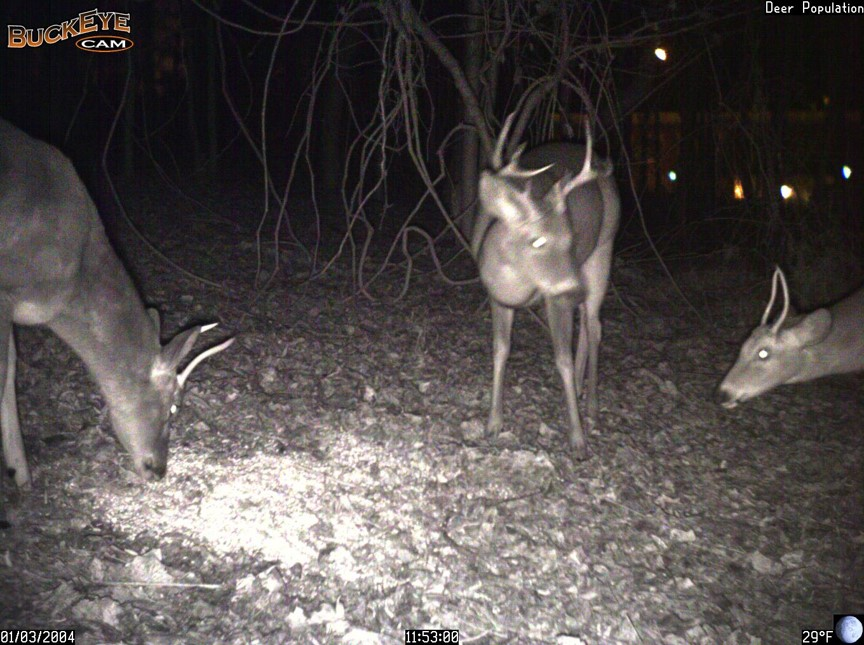 BUCKEYE
CAM
Deer Population
01/03/2004
11:53:00
29°F